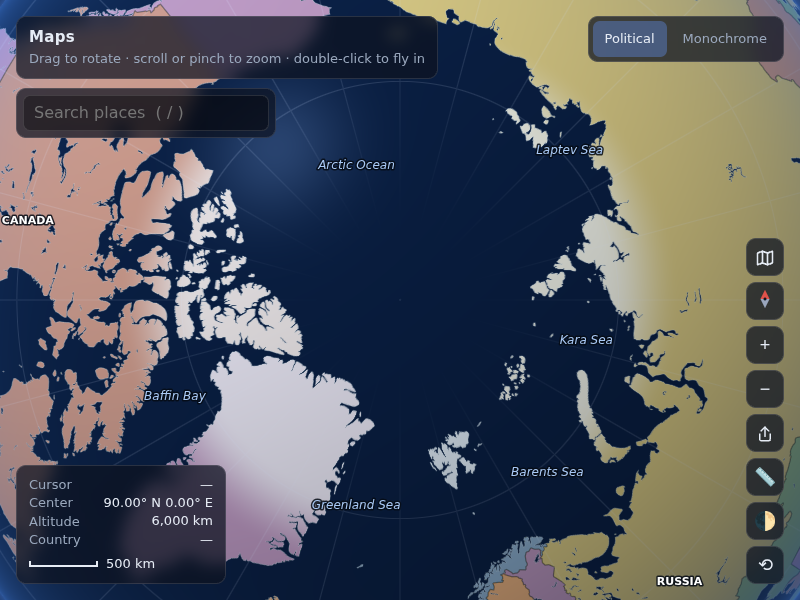 Maps
Drag to rotate · scroll or pinch to zoom · double-click to fly in
Political
Monochrome
Search places ( / )
Laptev Sea
Arctic Ocean
CANADA
Kara Sea
Baffin Bay
Barents Sea
Greenland Sea
RUSSIA
+
−
Cursor —
Center 90.00° N 0.00° E
Altitude 6,000 km
Country —
500 km